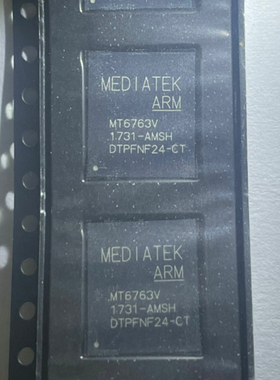 MEDIATEK
ARM
MT6763V
1731-AMSH
DTPFNF24-CT
MEDIATEK
ARM
MT6763V
1731-AMSH
DTPFNF24-CT